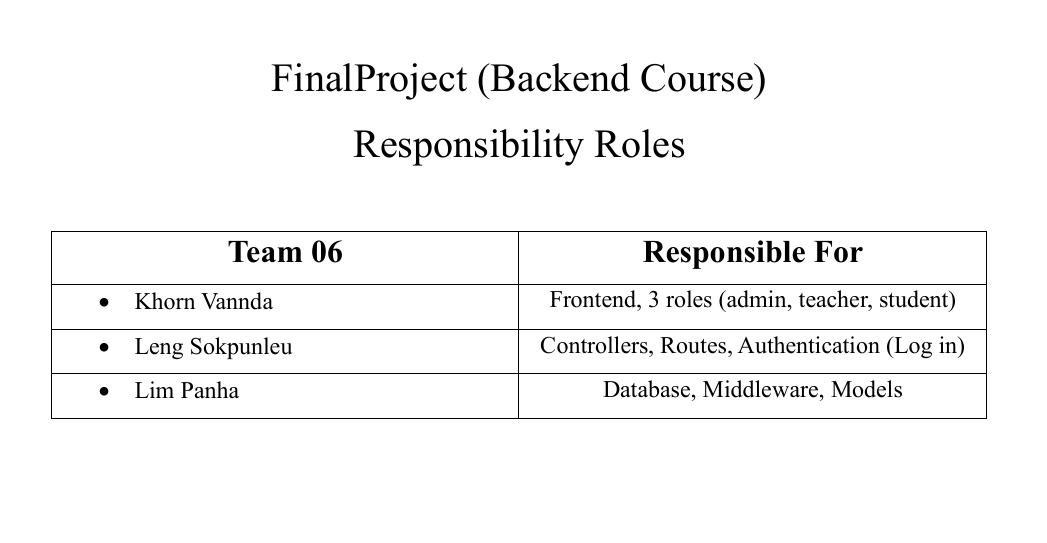 FinalProject (Backend Course)
Responsibility Roles
Team 06 Responsible For
• Khorn Vannda Frontend, 3 roles (admin, teacher, student)
• Leng Sokpunleu Controllers, Routes, Authentication (Log in)
• Lim Panha Database, Middleware, Models